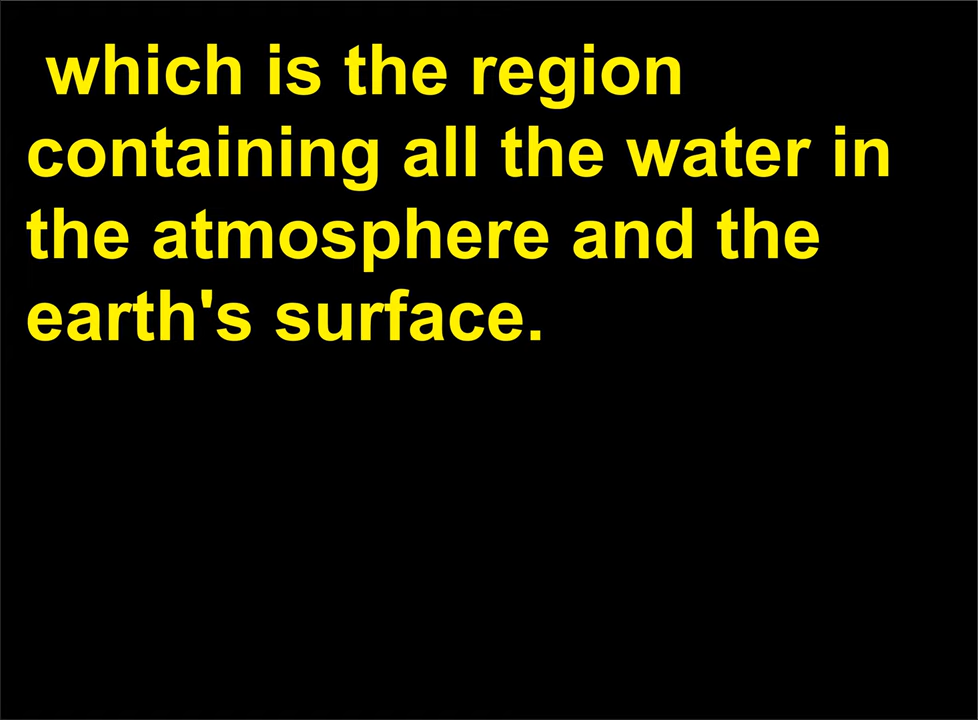 which is the region
containing all the water in
the atmosphere and the
earth's surface.